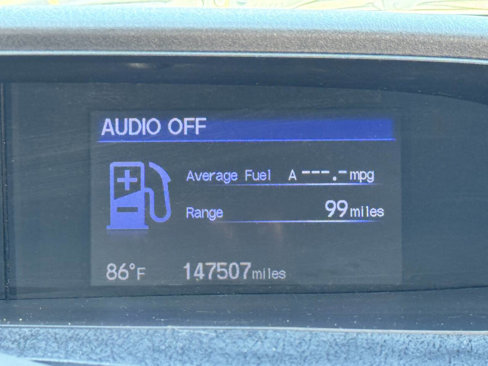 AUDIO OFF
Average Fuel A ---.- mpg
Range 99 miles
86°F 147507 miles